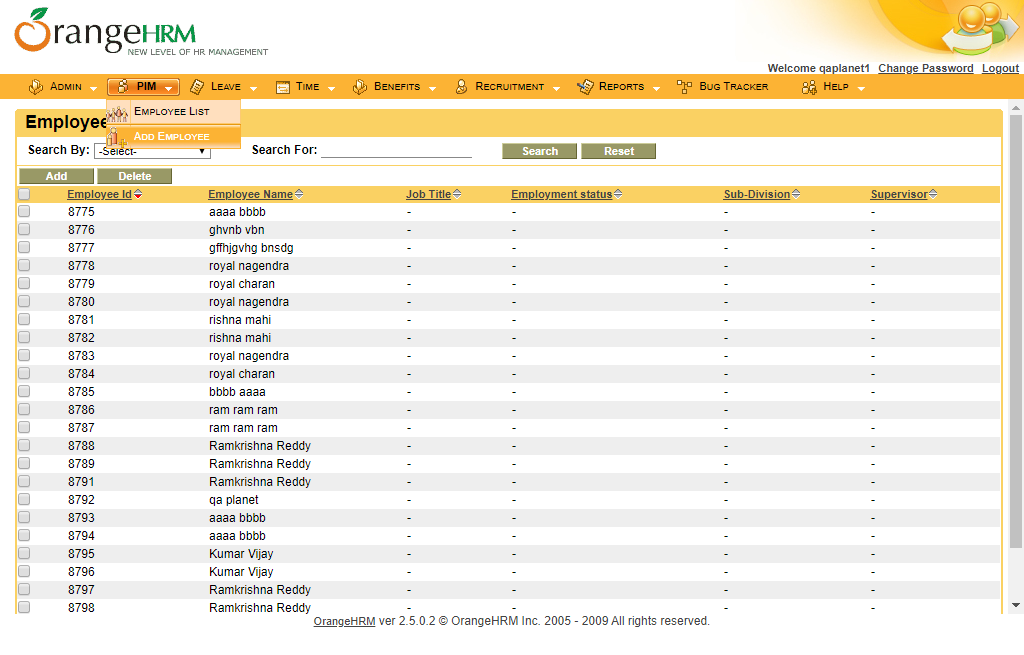 OrangeHRM
NEW LEVEL OF HR MANAGEMENT
Welcome qaplanet1 Change Password Logout
ADMIN PIM LEAVE TIME BENEFITS RECRUITMENT REPORTS BUG TRACKER HELP
EMPLOYEE LIST
ADD EMPLOYEE
Employee
Search By: -Select- Search For: Search Reset
Add Delete
Employee Id Employee Name Job Title Employment status Sub-Division Supervisor
8775 aaaa bbbb - - - -
8776 ghvnb vbn - - - -
8777 gffhjgvhg bnsdg - - - -
8778 royal nagendra - - - -
8779 royal charan - - - -
8780 royal nagendra - - - -
8781 rishna mahi - - - -
8782 rishna mahi - - - -
8783 royal nagendra - - - -
8784 royal charan - - - -
8785 bbbb aaaa - - - -
8786 ram ram ram - - - -
8787 ram ram ram - - - -
8788 Ramkrishna Reddy - - - -
8789 Ramkrishna Reddy - - - -
8791 Ramkrishna Reddy - - - -
8792 qa planet - - - -
8793 aaaa bbbb - - - -
8794 aaaa bbbb - - - -
8795 Kumar Vijay - - - -
8796 Kumar Vijay - - - -
8797 Ramkrishna Reddy - - - -
8798 Ramkrishna Reddy - - - -
OrangeHRM ver 2.5.0.2 © OrangeHRM Inc. 2005 - 2009 All rights reserved.